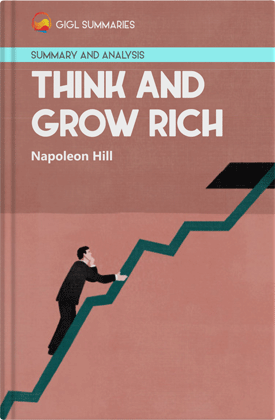 GIGL SUMMARIES
SUMMARY AND ANALYSIS
THINK AND
GROW RICH
Napoleon Hill